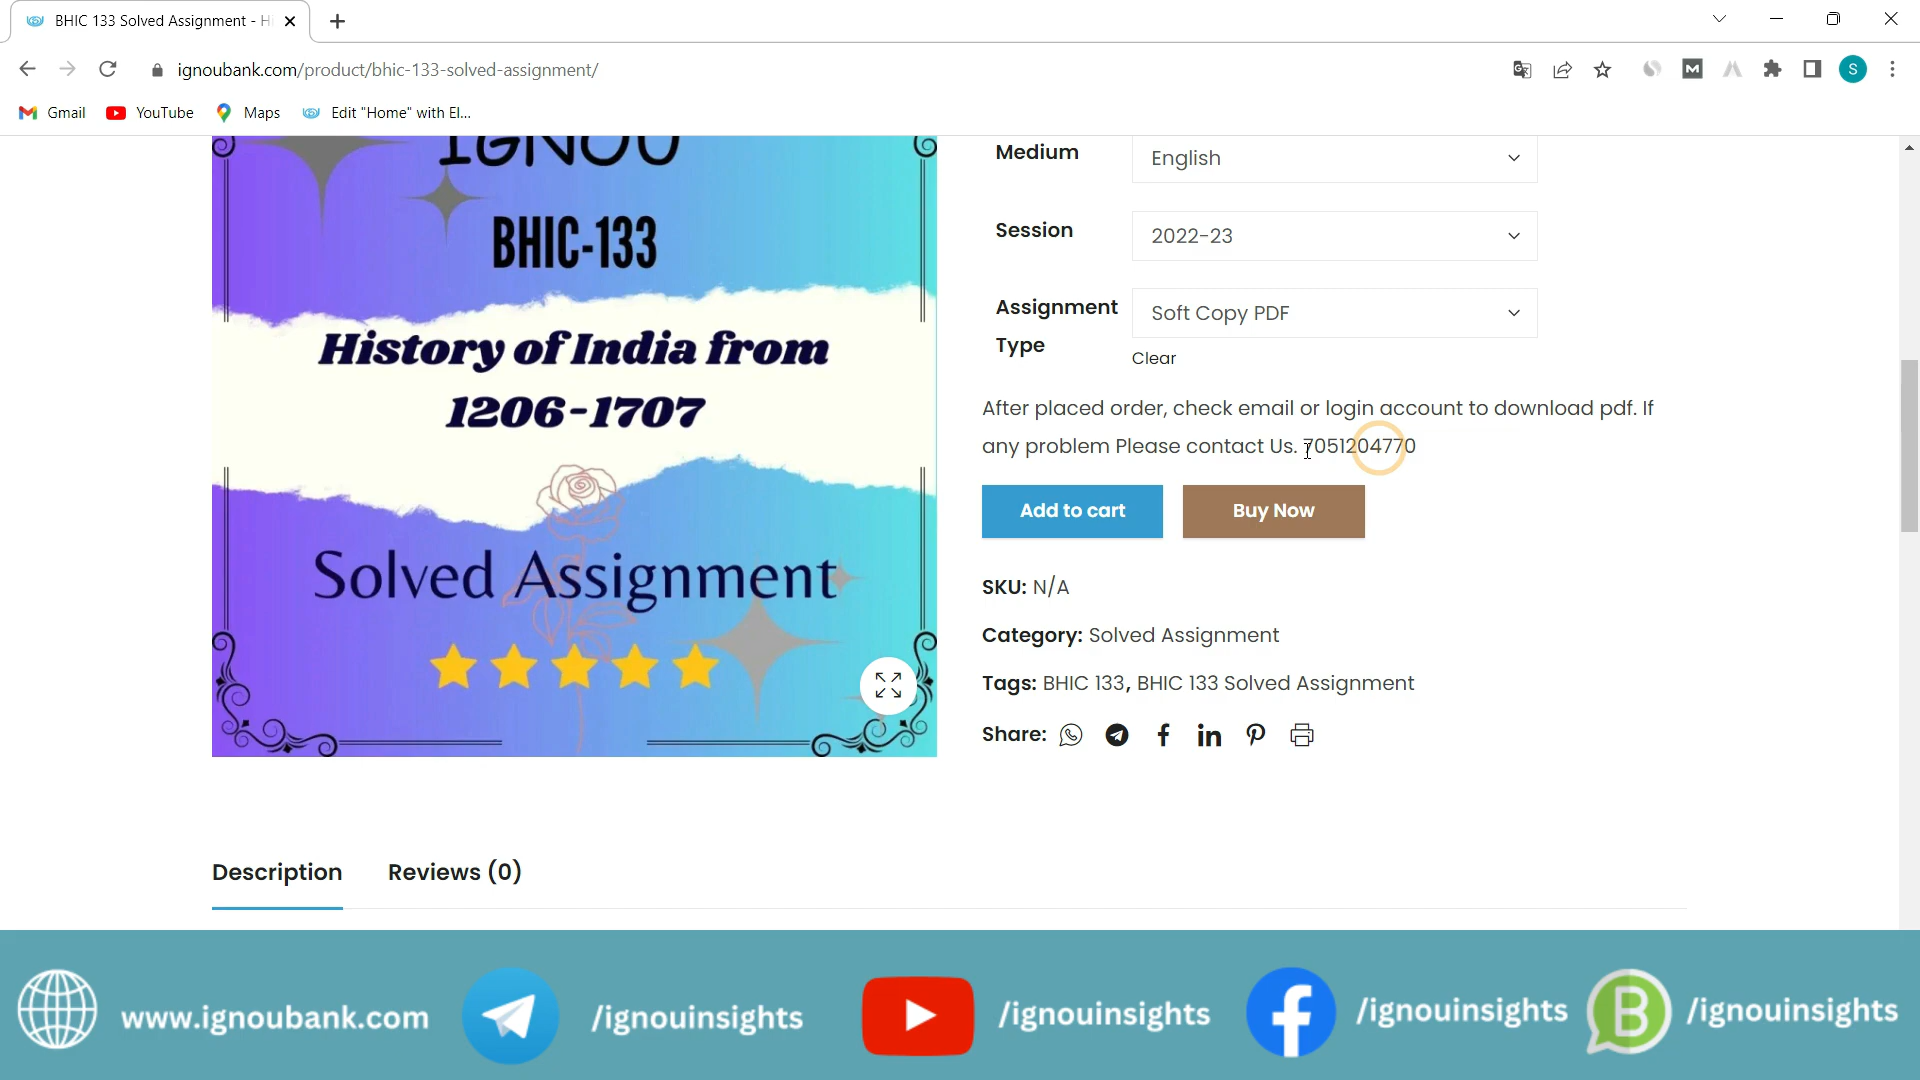 BHIC 133 Solved Assignment - Hi
ignoubank.com/product/bhic-133-solved-assignment/
S
Gmail
YouTube
Maps
Edit "Home" with El...
IGNOU
BHIC-133
History of India from
1206-1707
Solved Assignment
Medium
English
Session
2022-23
Assignment
Type
Soft Copy PDF
Clear
After placed order, check email or login account to download pdf. If
any problem Please contact Us. 7051204770
Add to cart
Buy Now
SKU: N/A
Category: Solved Assignment
Tags: BHIC 133, BHIC 133 Solved Assignment
Share:
Description
Reviews (0)
www.ignoubank.com
/ignouinsights
/ignouinsights
/ignouinsights
/ignouinsights